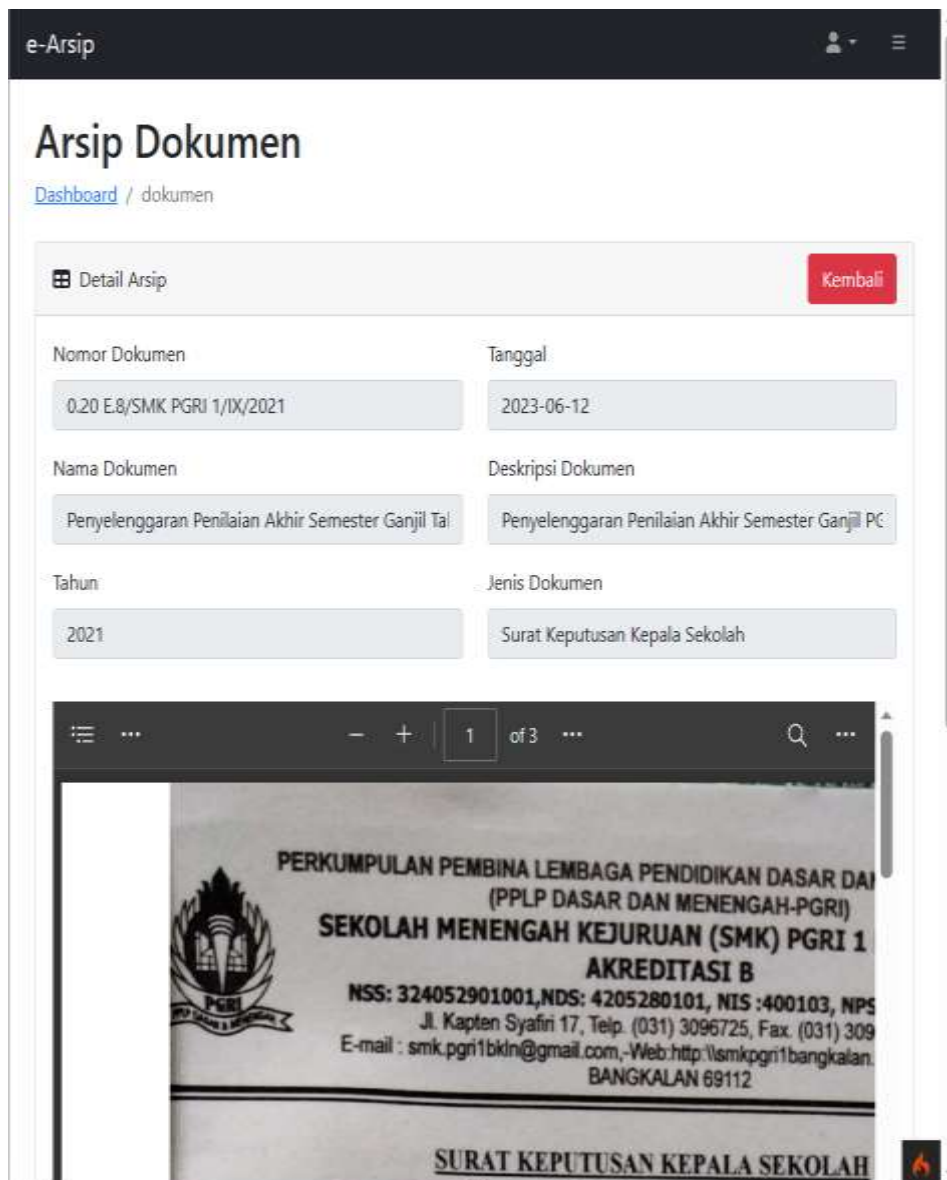 e-Arsip
Arsip Dokumen
Dashboard / dokumen
Detail Arsip
Kembali
Nomor Dokumen
Tanggal
0.20 E.8/SMK PGRI 1/IX/2021
2023-06-12
Nama Dokumen
Deskripsi Dokumen
Penyelenggaran Penilaian Akhir Semester Ganjil Ta
Penyelenggaran Penilaian Akhir Semester Ganjil PG
Tahun
Jenis Dokumen
2021
Surat Keputusan Kepala Sekolah
1 of 3
PERKUMPULAN PEMBINA LEMBAGA PENDIDIKAN DASAR DAN
(PPLP DASAR DAN MENENGAH-PGRI)
SEKOLAH MENENGAH KEJURUAN (SMK) PGRI 1
AKREDITASI B
NSS: 324052901001,NDS: 4205280101, NIS :400103, NPS
Jl. Kapten Syafiri 17, Telp. (031) 3096725, Fax. (031) 309
E-mail : smk.pgri1bkln@gmail.com,-Web:http:\\smkpgri1bangkalan.
BANGKALAN 69112
PGRI
SURAT KEPUTUSAN KEPALA SEKOLAH